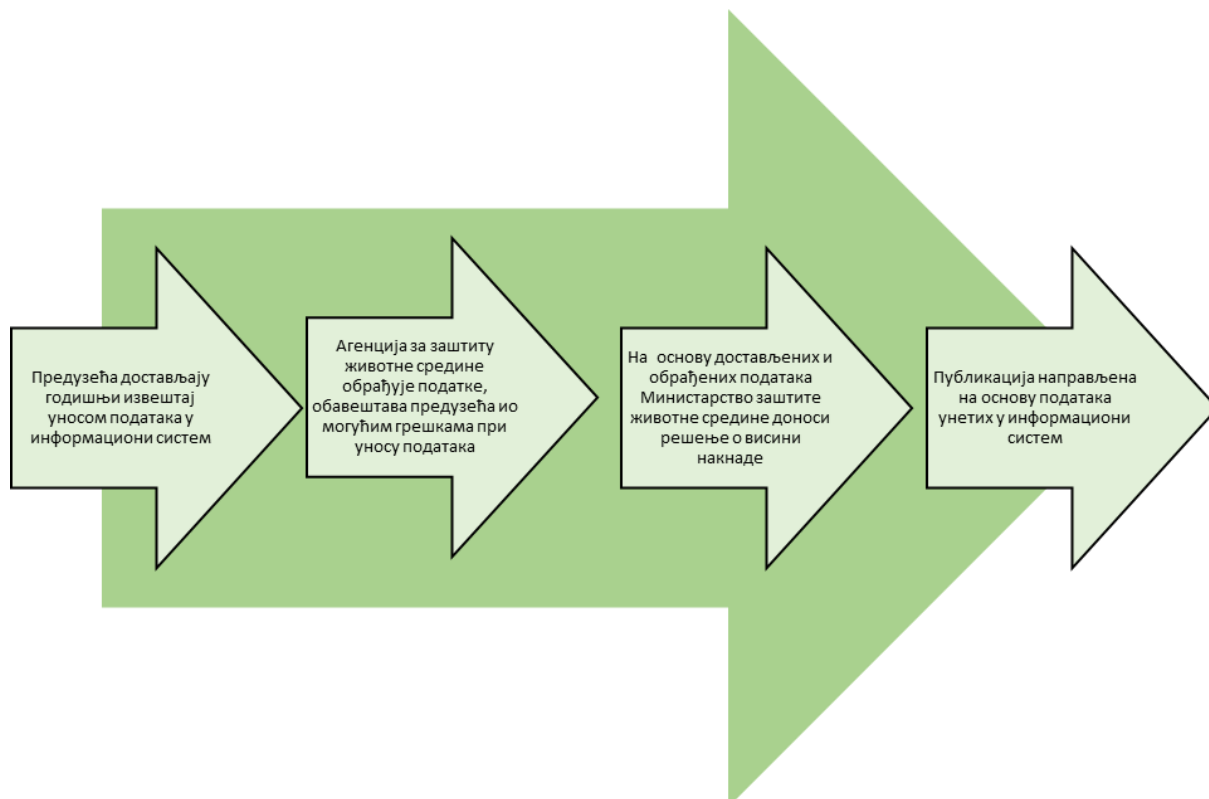 Предузећа достављају
годишњи извештај
уносом података у
информациони систем
Агенција за заштиту
животне средине
обрађује податке,
обавештава предузећа ио
могућим грешкама при
уносу података
На основу достављених и
обрађених података
Министарство заштите
животне средине доноси
решење о висини
накнаде
Публикација направљена
на основу података
унетих у информациони
систем